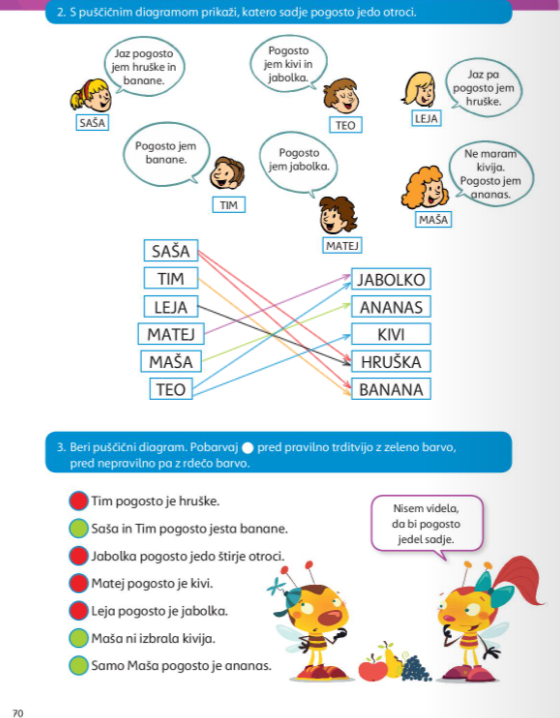 2. S puščičnim diagramom prikaži, katero sadje pogosto jedo otroci.
Jaz pogosto
jem hruške in
banane.
SAŠA
Pogosto
jem kivi in
jabolka.
TEO
Jaz pa
pogosto jem
hruške.
LEJA
Pogosto jem
banane.
TIM
Pogosto
jem jabolka.
MATEJ
Ne maram
kivija.
Pogosto jem
ananas.
MAŠA
SAŠA
TIM
LEJA
MATEJ
MAŠA
TEO
JABOLKO
ANANAS
KIVI
HRUŠKA
BANANA
3. Beri puščični diagram. Pobarvaj pred pravilno trditvijo z zeleno barvo,
pred nepravilno pa z rdečo barvo.
Tim pogosto je hruške.
Saša in Tim pogosto jesta banane.
Jabolka pogosto jedo štirje otroci.
Matej pogosto je kivi.
Leja pogosto je jabolka.
Maša ni izbrala kivija.
Samo Maša pogosto je ananas.
Nisem videla,
da bi pogosto
jedel sadje.
70